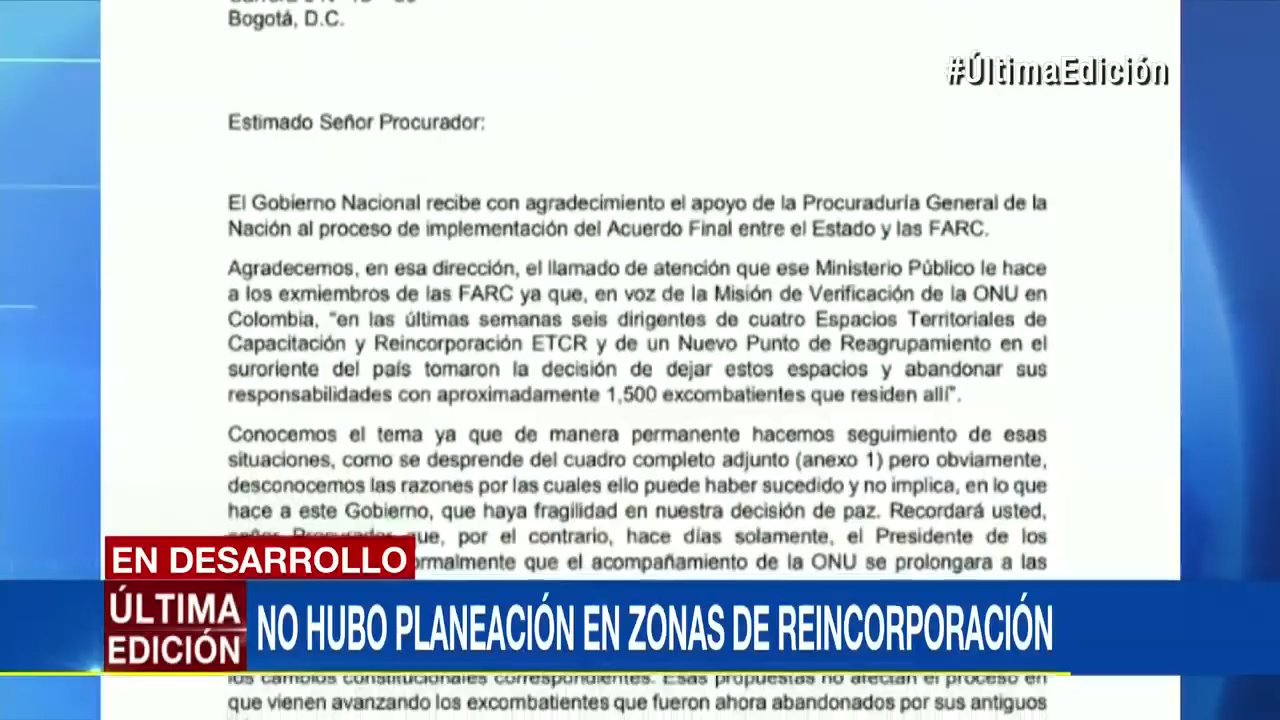 Bogotá, D.C.
#ÚltimaEdición
Estimado Señor Procurador:
El Gobierno Nacional recibe con agradecimiento el apoyo de la Procuraduría General de la
Nación al proceso de implementación del Acuerdo Final entre el Estado y las FARC.
Agradecemos, en esa dirección, el llamado de atención que ese Ministerio Público le hace
a los exmiembros de las FARC ya que, en voz de la Misión de Verificación de la ONU en
Colombia, "en las últimas semanas seis dirigentes de cuatro Espacios Territoriales de
Capacitación y Reincorporación ETCR y de un Nuevo Punto de Reagrupamiento en el
suroriente del país tomaron la decisión de dejar estos espacios y abandonar sus
responsabilidades con aproximadamente 1,500 excombatientes que residen allí".
Conocemos el tema ya que de manera permanente hacemos seguimiento de esas
situaciones, como se desprende del cuadro completo adjunto (anexo 1) pero obviamente,
desconocemos las razones por las cuales ello puede haber sucedido y no implica, en lo que
hace a este Gobierno, que haya fragilidad en nuestra decisión de paz. Recordará usted,
que, por el contrario, hace días solamente, el Presidente de los
que el acompañamiento de la ONU se prolongara a las
EN DESARROLLO
ÚLTIMA
EDICIÓN
NO HUBO PLANEACIÓN EN ZONAS DE REINCORPORACIÓN
los cambios constitucionales correspondientes. Esas propuestas no afectan el proceso en
que vienen avanzando los excombatientes que fueron ahora abandonados por sus antiguos